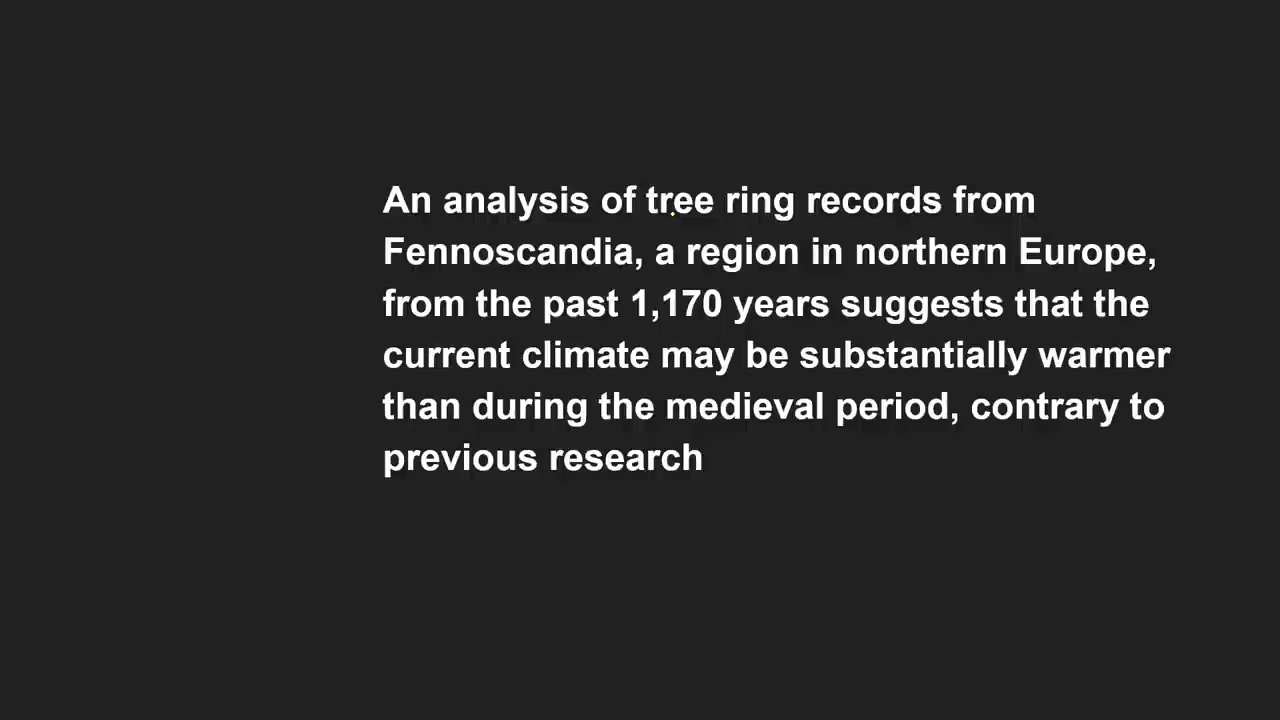 An analysis of tree ring records from
Fennoscandia, a region in northern Europe,
from the past 1,170 years suggests that the
current climate may be substantially warmer
than during the medieval period, contrary to
previous research